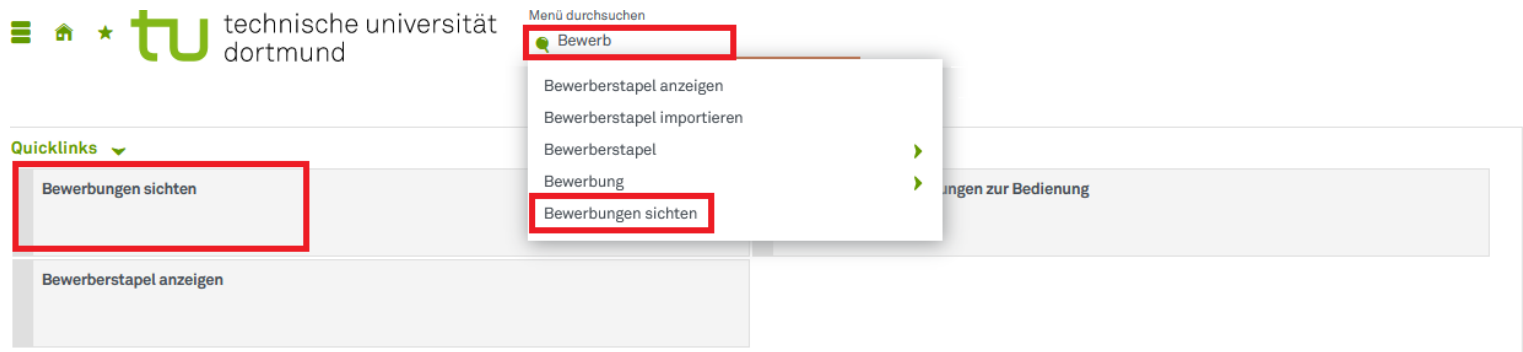 technische universität
dortmund
Menü durchsuchen
Bewerb
Bewerberstapel anzeigen
Bewerberstapel importieren
Bewerberstapel
Bewerbung
Bewerbungen sichten
Quicklinks
Bewerbungen sichten
zur Bedienung
Bewerberstapel anzeigen